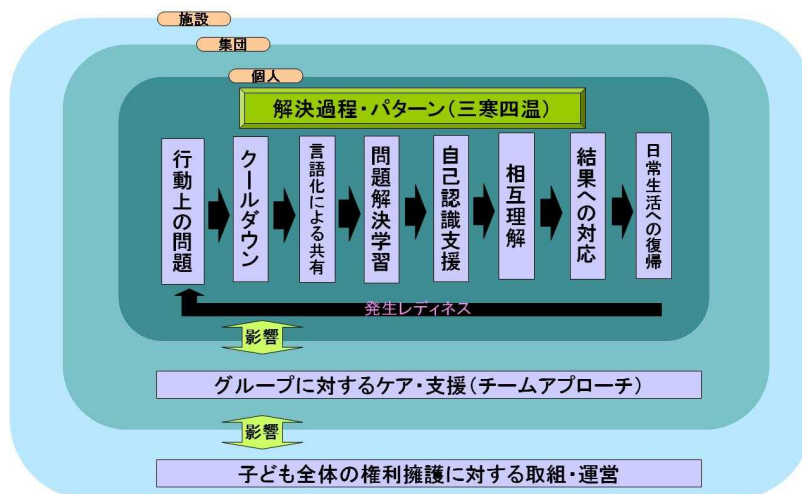 施設
集団
個人
解決過程・パターン(三寒四温)
行動上の問題
クールダウン
言語化による共有
問題解決学習
自己認識支援
相互理解
結果への対応
日常生活への復帰
発生レディネス
影響
グループに対するケア・支援(チームアプローチ)
影響
子ども全体の権利擁護に対する取組・運営